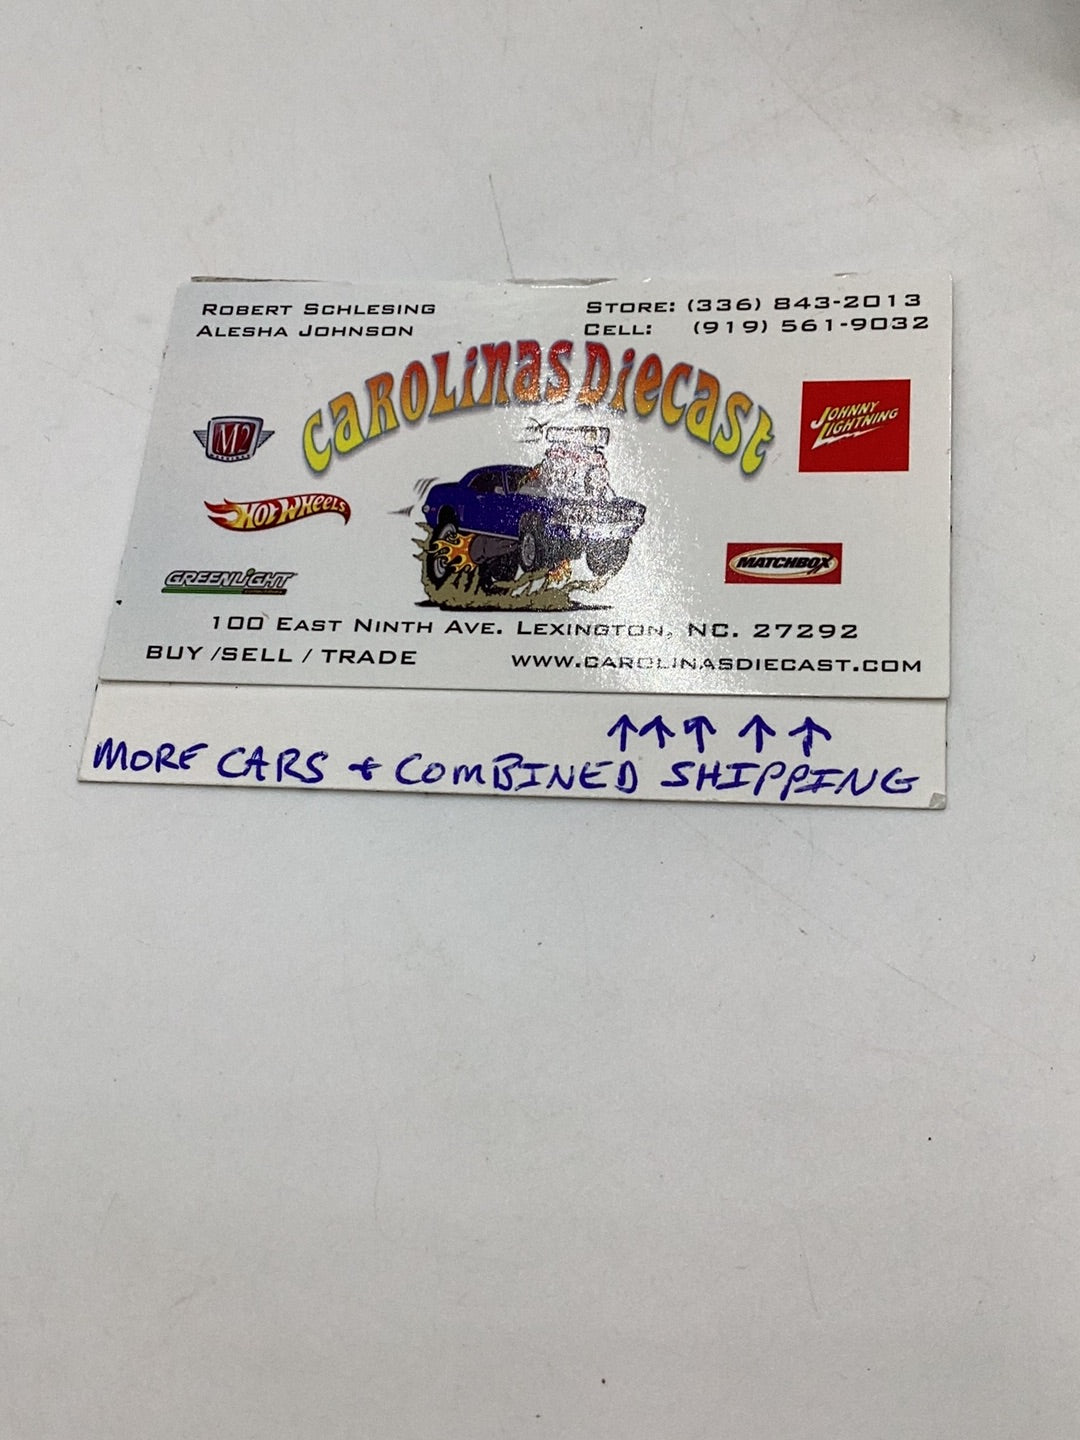 ROBERT SCHLESING
ALESHA JOHNSON
STORE: (336) 843-2013
CELL: (919) 561-9032
CAROLINAS DIECAST
M2
MACHINES
JOHNNY
LIGHTNING
HOT WHEELS
GREENLIGHT
MATCHBOX
100 EAST NINTH AVE. LEXINGTON, NC. 27292
BUY /SELL / TRADE
WWW.CAROLINASDIECAST.COM
↑↑↑ ↑ ↑
MORE CARS + COMBINED SHIPPING